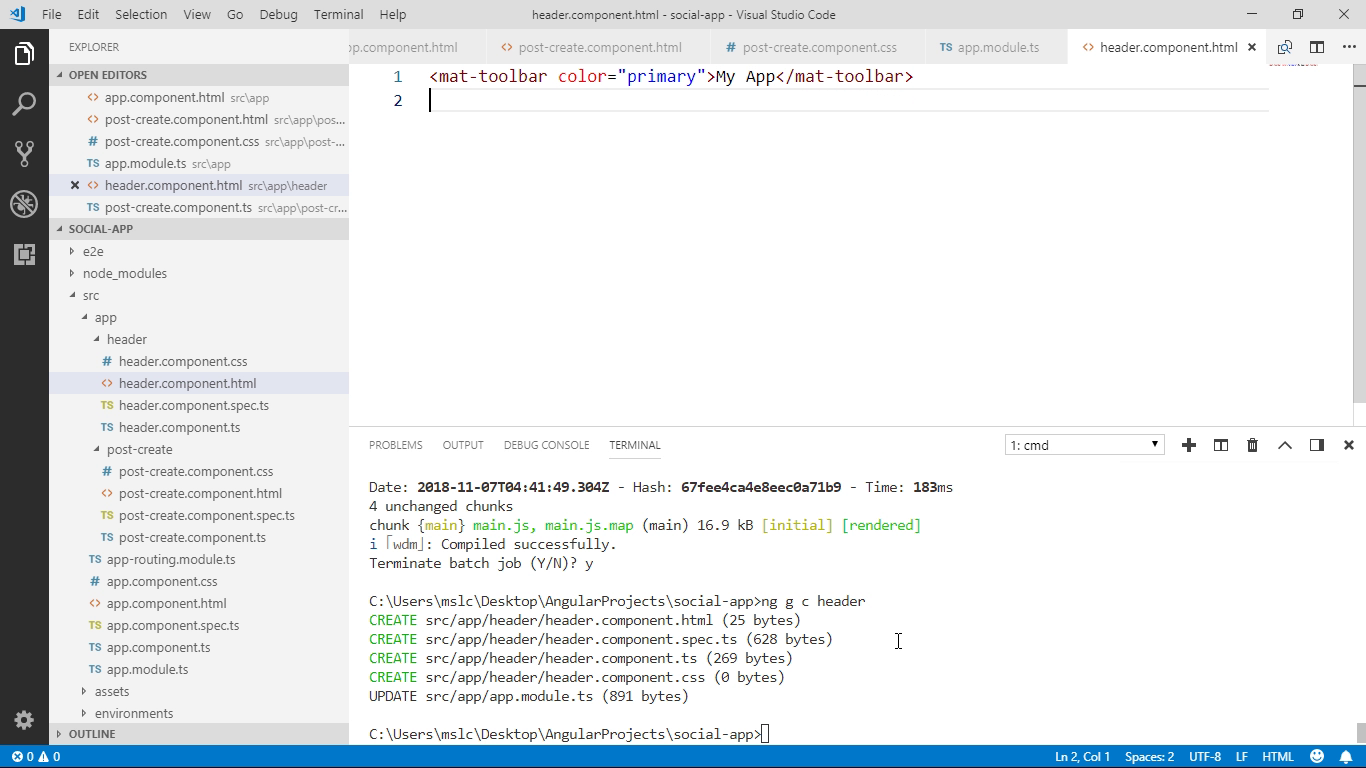 File Edit Selection View Go Debug Terminal Help header.component.html - social-app - Visual Studio Code
EXPLORER
OPEN EDITORS
app.component.html src\app
post-create.component.html src\app\pos...
# post-create.component.css src\app\post-...
TS app.module.ts src\app
header.component.html src\app\header
TS post-create.component.ts src\app\post-cr...
SOCIAL-APP
e2e
node_modules
src
app
header
# header.component.css
<> header.component.html
TS header.component.spec.ts
TS header.component.ts
post-create
# post-create.component.css
<> post-create.component.html
TS post-create.component.spec.ts
TS post-create.component.ts
TS app-routing.module.ts
# app.component.css
<> app.component.html
TS app.component.spec.ts
TS app.component.ts
TS app.module.ts
assets
environments
OUTLINE
pp.component.html <> post-create.component.html # post-create.component.css TS app.module.ts <> header.component.html
1 <mat-toolbar color="primary">My App</mat-toolbar>
2
PROBLEMS OUTPUT DEBUG CONSOLE TERMINAL 1: cmd
Date: 2018-11-07T04:41:49.304Z - Hash: 67fee4ca4e8eec0a71b9 - Time: 183ms
4 unchanged chunks
chunk {main} main.js, main.js.map (main) 16.9 kB [initial] [rendered]
i ｢wdm｣: Compiled successfully.
Terminate batch job (Y/N)? y
C:\Users\mslc\Desktop\AngularProjects\social-app>ng g c header
CREATE src/app/header/header.component.html (25 bytes)
CREATE src/app/header/header.component.spec.ts (628 bytes)
CREATE src/app/header/header.component.ts (269 bytes)
CREATE src/app/header/header.component.css (0 bytes)
UPDATE src/app/app.module.ts (891 bytes)
C:\Users\mslc\Desktop\AngularProjects\social-app>
0 0 Ln 2, Col 1 Spaces: 2 UTF-8 LF HTML